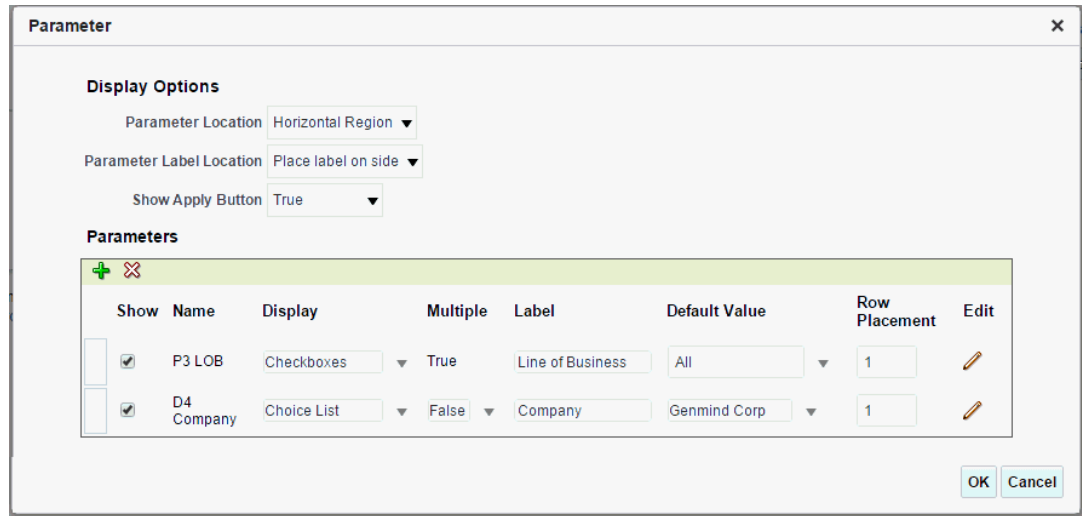 Parameter
Display Options
Parameter Location Horizontal Region
Parameter Label Location Place label on side
Show Apply Button True
Parameters
Show Name Display Multiple Label Default Value Row Placement Edit
P3 LOB Checkboxes True Line of Business All 1
D4 Company Choice List False Company Genmind Corp 1
OK Cancel